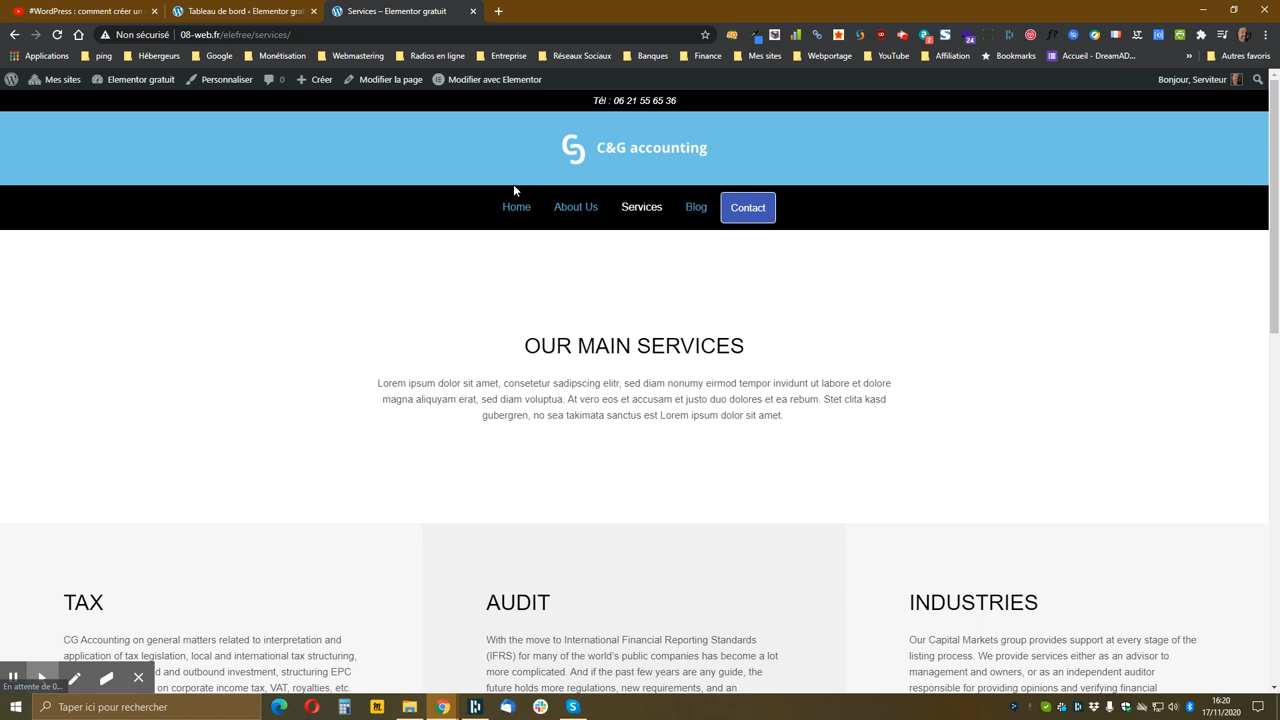 #WordPress : comment créer un
Tableau de bord ‹ Elementor grat
Services – Elementor gratuit
Non sécurisé
08-web.fr/elefree/services/
Applications
ping
Hébergeurs
Google
Monétisation
Webmastering
Radios en ligne
Entreprise
Réseaux Sociaux
Banques
Finance
Mes sites
Webportage
YouTube
Affiliation
Bookmarks
Accueil - DreamAD...
»
Autres favoris
Mes sites
Elementor gratuit
Personnaliser
0
Créer
Modifier la page
Modifier avec Elementor
Bonjour, Serviteur
Tél : 06 21 55 65 36
C&G accounting
Home
About Us
Services
Blog
Contact
OUR MAIN SERVICES
Lorem ipsum dolor sit amet, consetetur sadipscing elitr, sed diam nonumy eirmod tempor invidunt ut labore et dolore
magna aliquyam erat, sed diam voluptua. At vero eos et accusam et justo duo dolores et ea rebum. Stet clita kasd
gubergren, no sea takimata sanctus est Lorem ipsum dolor sit amet.
TAX
CG Accounting on general matters related to interpretation and
application of tax legislation, local and international tax structuring,
d and outbound investment, structuring EPC
on corporate income tax, VAT, royalties, etc.
AUDIT
With the move to International Financial Reporting Standards
(IFRS) for many of the world's public companies has become a lot
more complicated. And if the past few years are any guide, the
future holds more regulations, new requirements, and an
INDUSTRIES
Our Capital Markets group provides support at every stage of the
listing process. We provide services either as an advisor to
management and owners, or as an independent auditor
responsible for providing opinions and verifying financial
En attente de 0...
Taper ici pour rechercher
16:20
17/11/2020